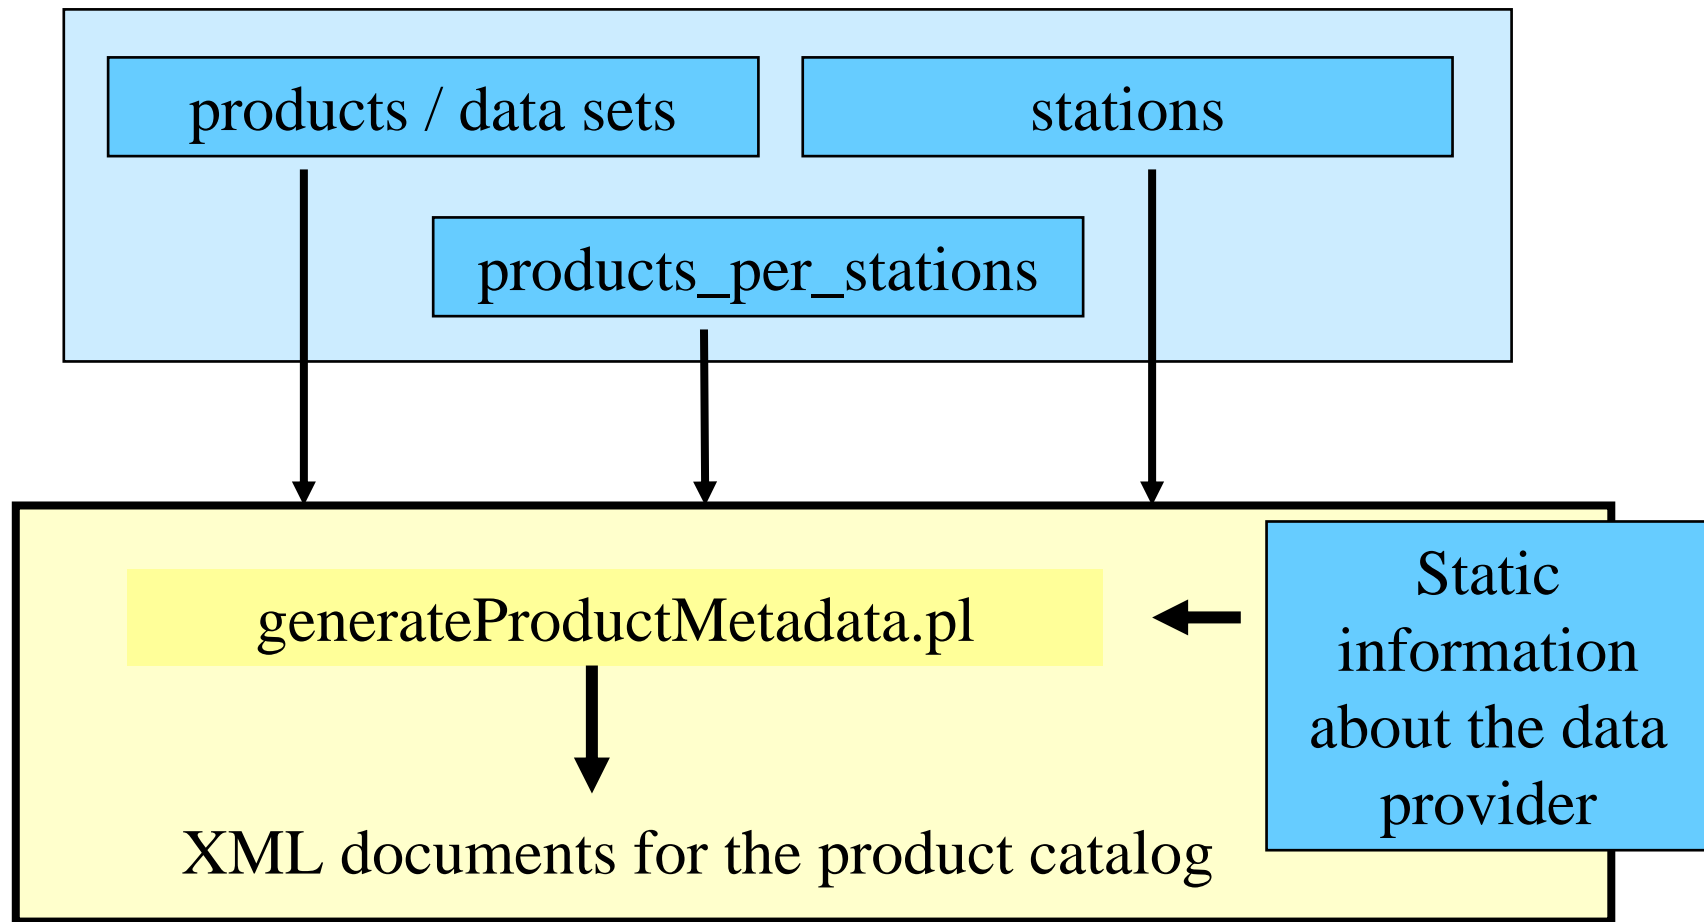 products / data sets
stations
products_per_stations
generateProductMetadata.pl
Static
information
about the data
provider
XML documents for the product catalog